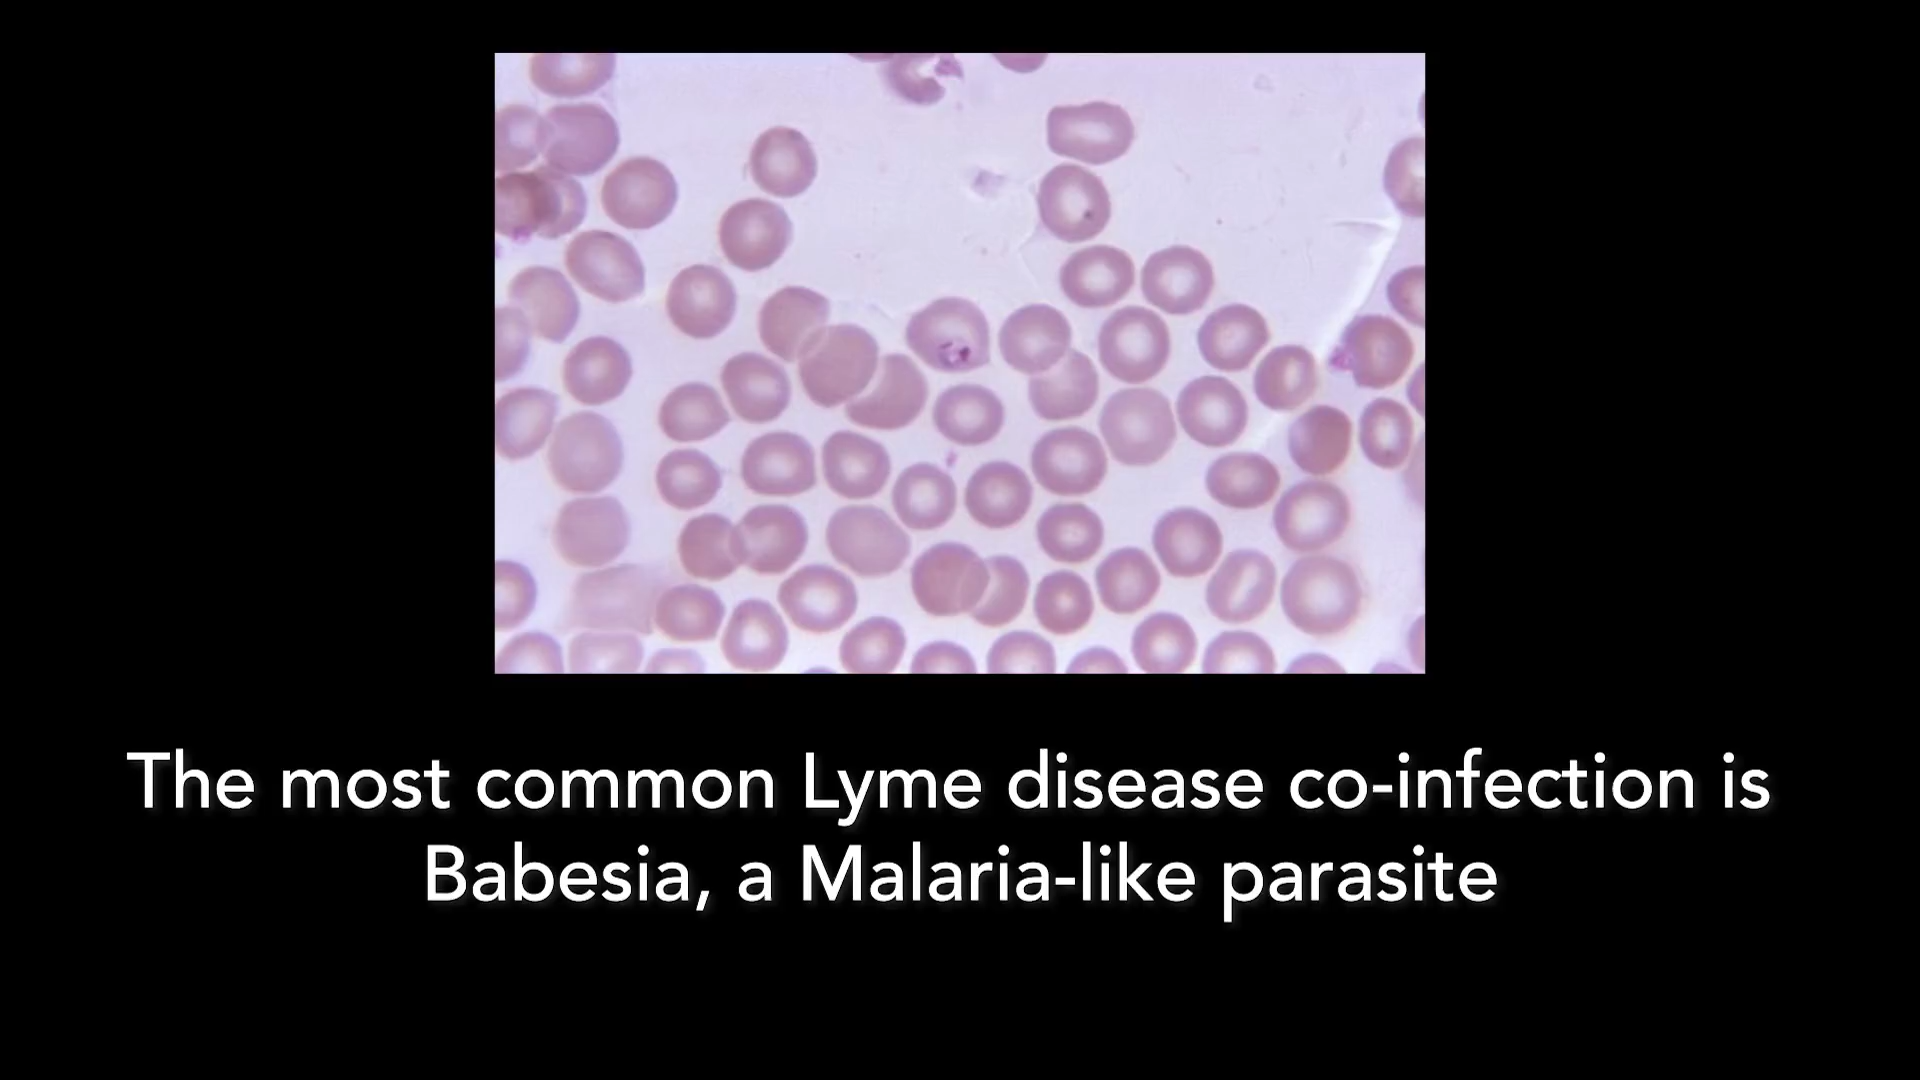 The most common Lyme disease co-infection is
Babesia, a Malaria-like parasite